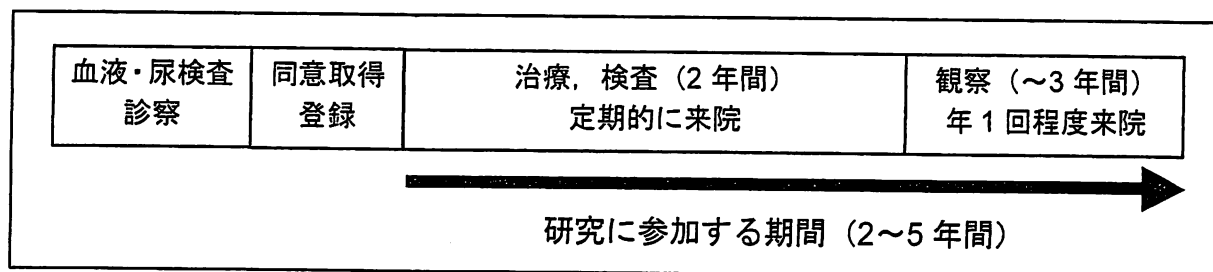 血液・尿検査
診察
同意取得
登録
治療，検査（2 年間）
定期的に来院
観察（～3 年間）
年 1 回程度来院
研究に参加する期間（2～5 年間）